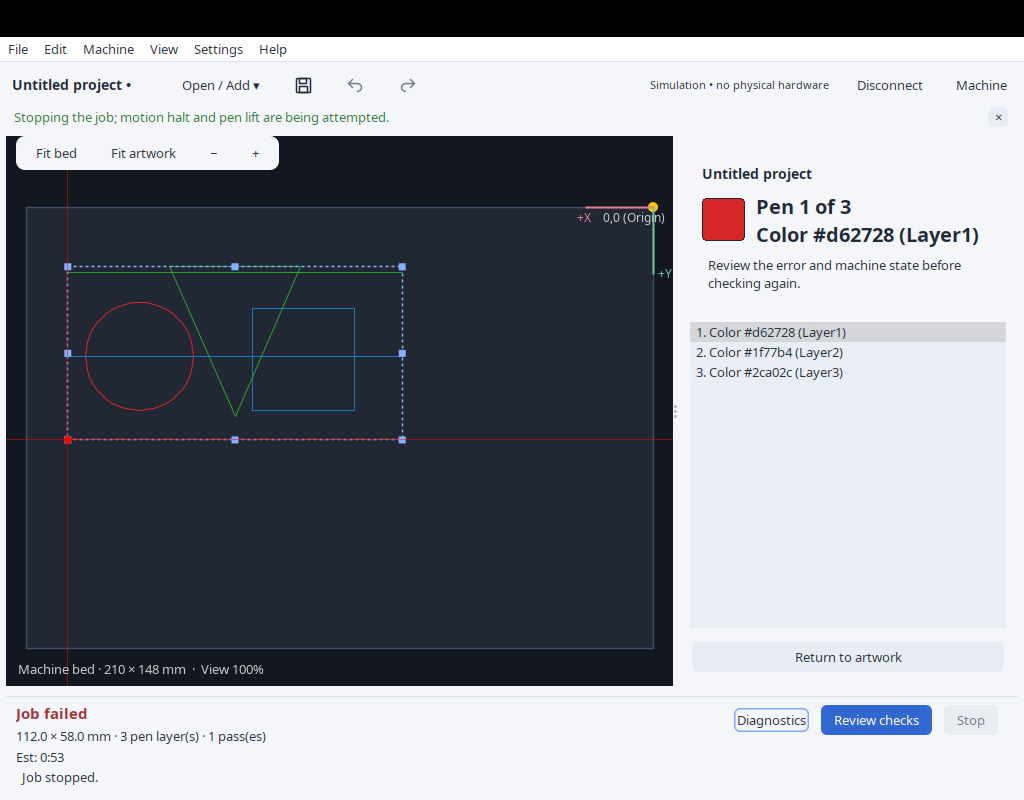 File Edit Machine View Settings Help
Untitled project • Open / Add ▾ Simulation • no physical hardware Disconnect Machine
Stopping the job; motion halt and pen lift are being attempted. ×
Fit bed Fit artwork − +
+X 0,0 (Origin)
+Y
Machine bed · 210 × 148 mm · View 100%
Untitled project
Pen 1 of 3
Color #d62728 (Layer1)
Review the error and machine state before
checking again.
1. Color #d62728 (Layer1)
2. Color #1f77b4 (Layer2)
3. Color #2ca02c (Layer3)
Return to artwork
Job failed
112.0 × 58.0 mm · 3 pen layer(s) · 1 pass(es)
Est: 0:53
Job stopped.
Diagnostics Review checks Stop